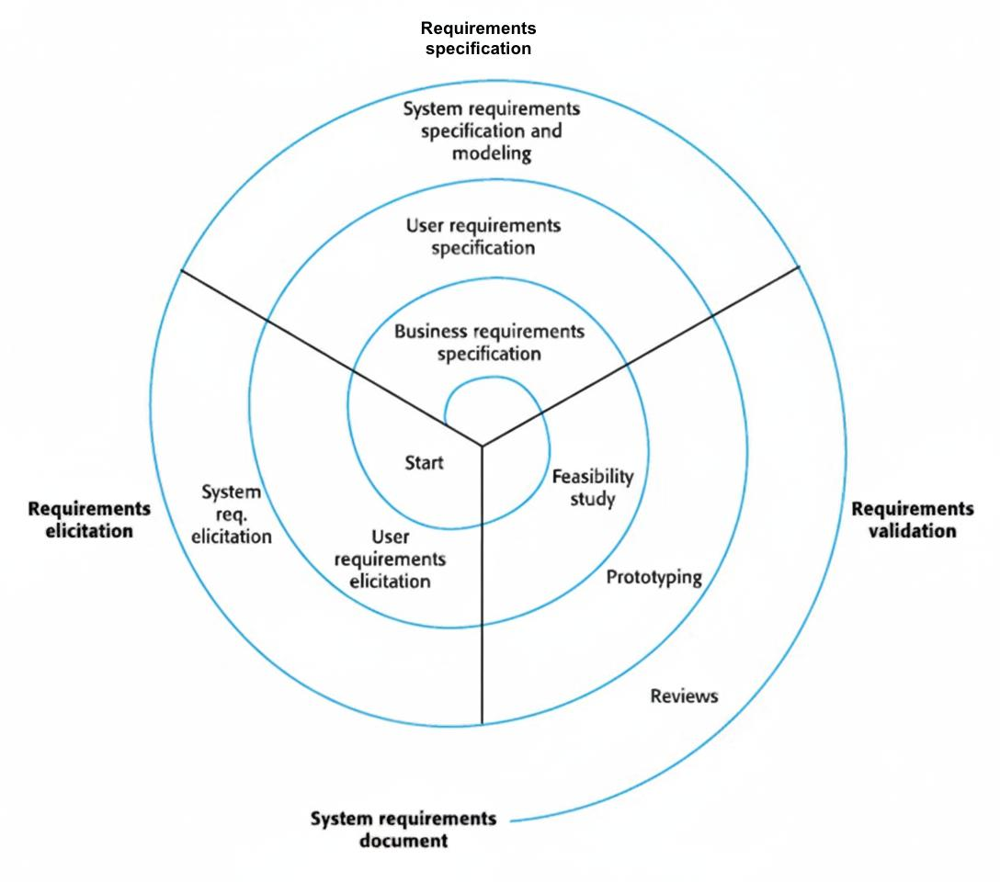 Requirements
specification
System requirements
specification and
modeling
User requirements
specification
Business requirements
specification
Start
Feasibility
study
System
req.
elicitation
Requirements
elicitation
Requirements
validation
User
requirements
elicitation
Prototyping
Reviews
System requirements
document